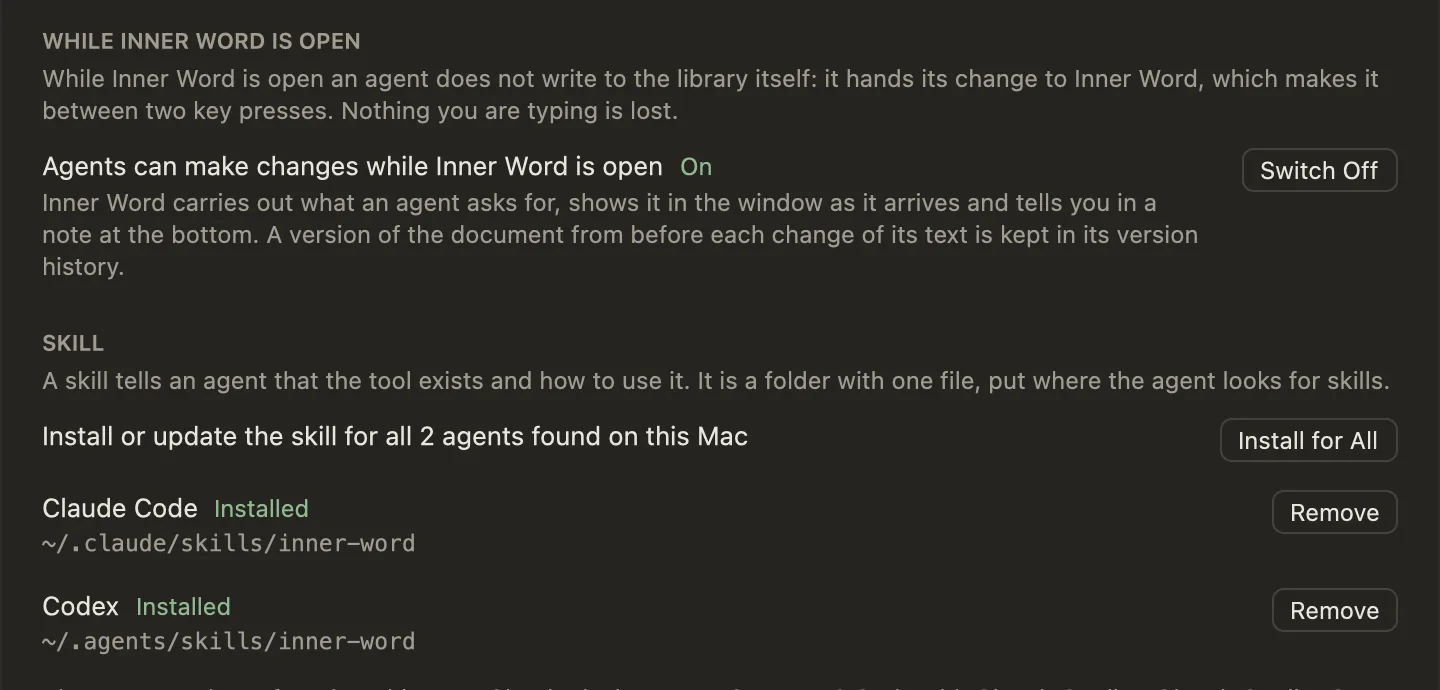 WHILE INNER WORD IS OPEN
While Inner Word is open an agent does not write to the library itself: it hands its change to Inner Word, which makes it
between two key presses. Nothing you are typing is lost.
Agents can make changes while Inner Word is open On
Switch Off
Inner Word carries out what an agent asks for, shows it in the window as it arrives and tells you in a
note at the bottom. A version of the document from before each change of its text is kept in its version
history.
SKILL
A skill tells an agent that the tool exists and how to use it. It is a folder with one file, put where the agent looks for skills.
Install or update the skill for all 2 agents found on this Mac
Install for All
Claude Code Installed
Remove
~/.claude/skills/inner-word
Codex Installed
Remove
~/.agents/skills/inner-word